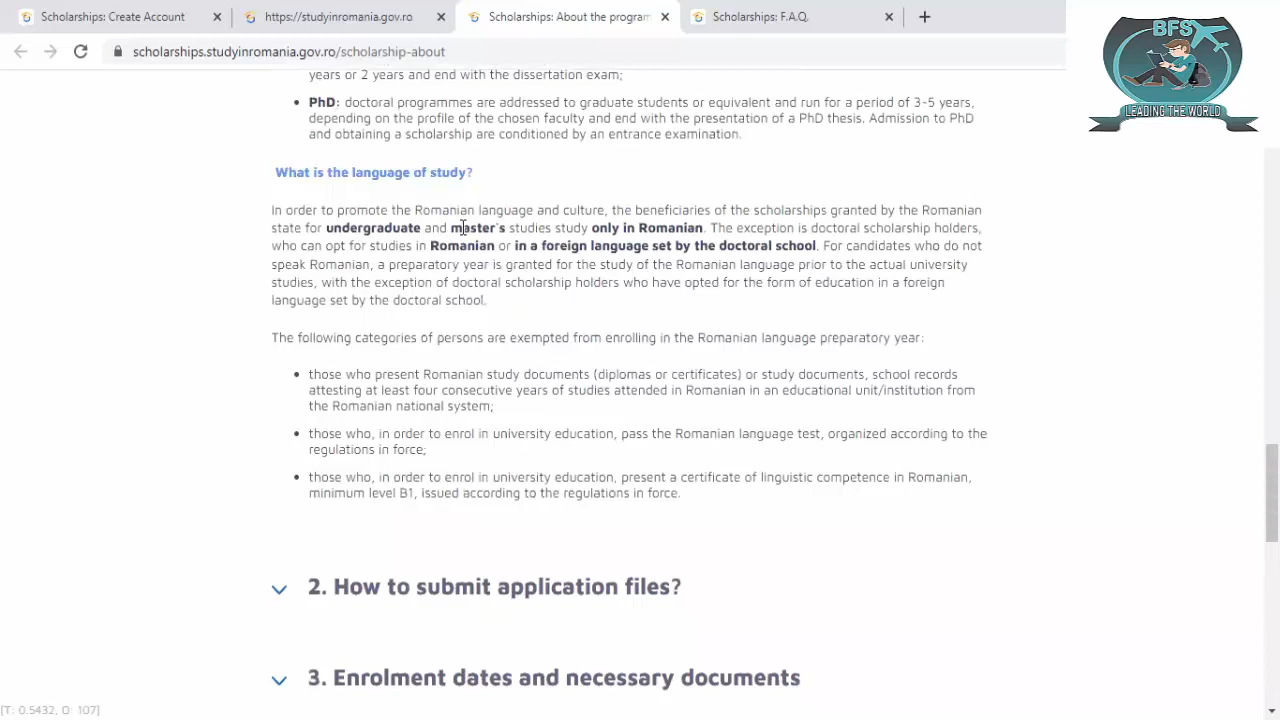 Scholarships: Create Account
https://studyinromania.gov.ro
Scholarships: About the program
Scholarships: F.A.Q.
scholarships.studyinromania.gov.ro/scholarship-about
BFS
LEADING THE WORLD
years or 2 years and end with the dissertation exam;
• PhD: doctoral programmes are addressed to graduate students or equivalent and run for a period of 3-5 years,
depending on the profile of the chosen faculty and end with the presentation of a PhD thesis. Admission to PhD
and obtaining a scholarship are conditioned by an entrance examination.
What is the language of study?
In order to promote the Romanian language and culture, the beneficiaries of the scholarships granted by the Romanian
state for undergraduate and master's studies study only in Romanian. The exception is doctoral scholarship holders,
who can opt for studies in Romanian or in a foreign language set by the doctoral school. For candidates who do not
speak Romanian, a preparatory year is granted for the study of the Romanian language prior to the actual university
studies, with the exception of doctoral scholarship holders who have opted for the form of education in a foreign
language set by the doctoral school.
The following categories of persons are exempted from enrolling in the Romanian language preparatory year:
• those who present Romanian study documents (diplomas or certificates) or study documents, school records
attesting at least four consecutive years of studies attended in Romanian in an educational unit/institution from
the Romanian national system;
• those who, in order to enrol in university education, pass the Romanian language test, organized according to the
regulations in force;
• those who, in order to enrol in university education, present a certificate of linguistic competence in Romanian,
minimum level B1, issued according to the regulations in force.
2. How to submit application files?
3. Enrolment dates and necessary documents
[T: 0.5432, O: 107]